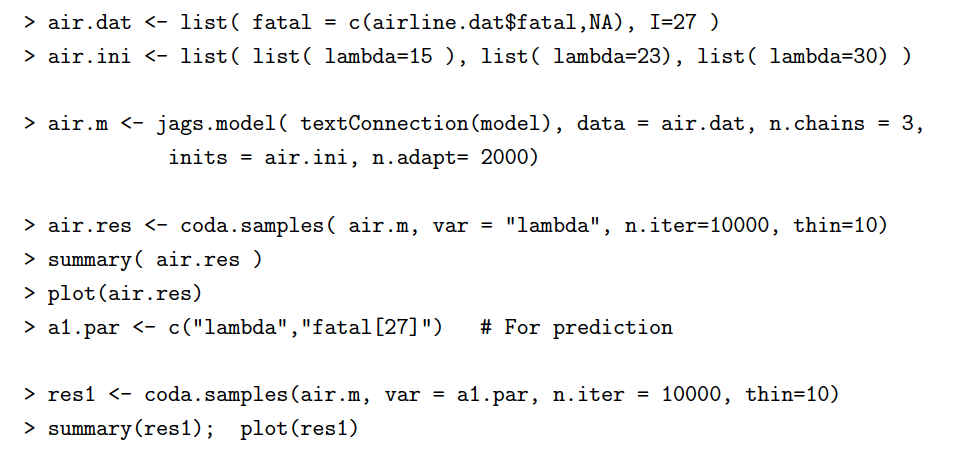 > air.dat <- list( fatal = c(airline.dat$fatal,NA), I=27 )
> air.ini <- list( list( lambda=15 ), list( lambda=23), list( lambda=30) )
> air.m <- jags.model( textConnection(model), data = air.dat, n.chains = 3,
inits = air.ini, n.adapt= 2000)
> air.res <- coda.samples( air.m, var = "lambda", n.iter=10000, thin=10)
> summary( air.res )
> plot(air.res)
> a1.par <- c("lambda","fatal[27]")   # For prediction
> res1 <- coda.samples(air.m, var = a1.par, n.iter = 10000, thin=10)
> summary(res1);  plot(res1)